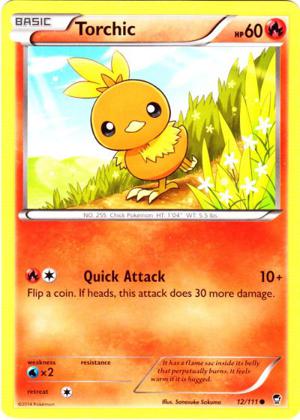 BASIC
Torchic HP60
NO. 255 Chick Pokémon HT: 1'04" WT: 5.5 lbs.
Quick Attack 10+
Flip a coin. If heads, this attack does 30 more damage.
weakness resistance
×2
retreat
It has a flame sac inside its belly
that perpetually burns. It feels
warm if it is hugged.
Illus. Sanosuke Sakuma 12/111
©2014 Pokémon